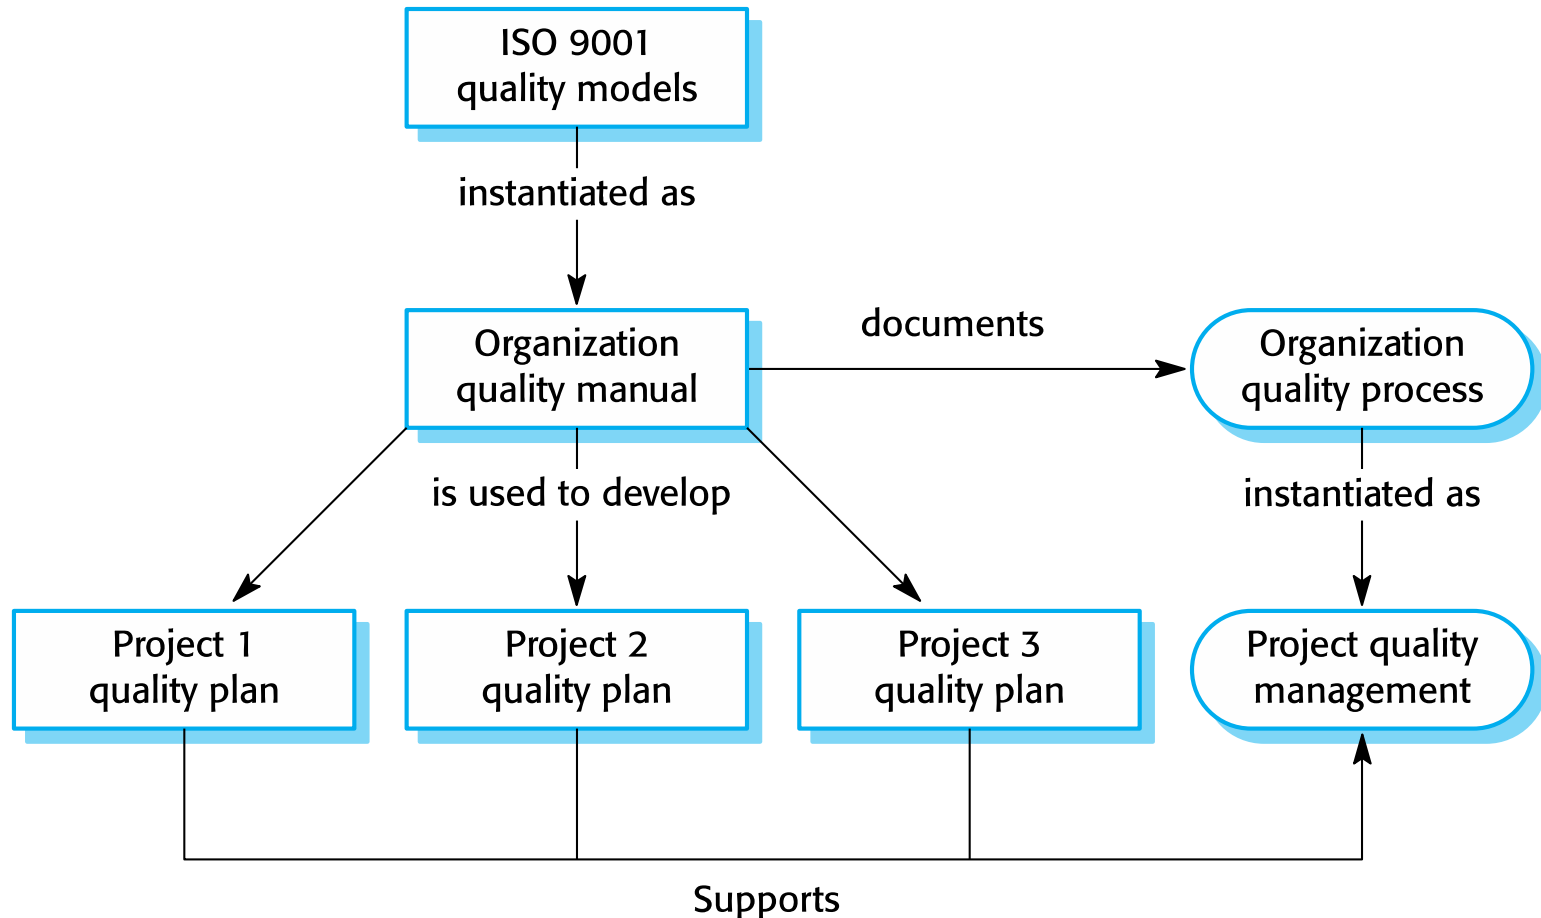 ISO 9001
quality models
instantiated as
Organization
quality manual
documents
Organization
quality process
is used to develop
instantiated as
Project 1
quality plan
Project 2
quality plan
Project 3
quality plan
Project quality
management
Supports